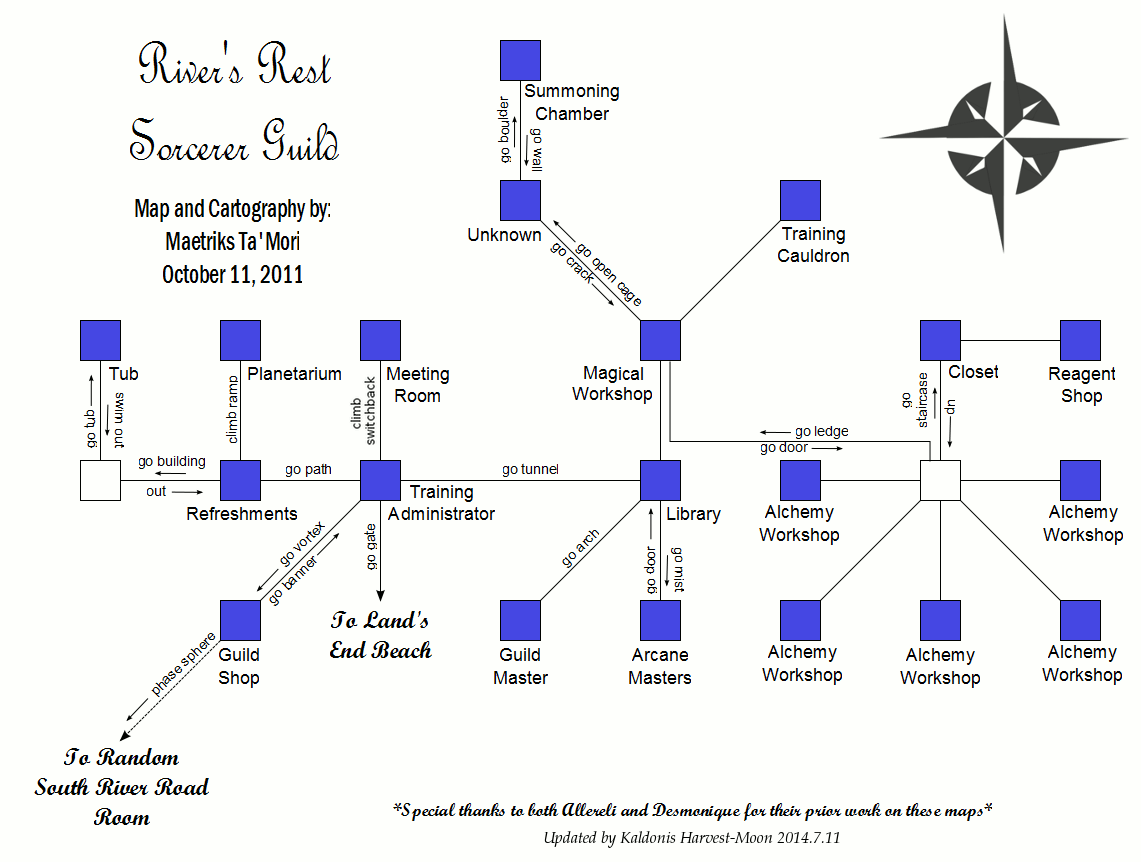 River's Rest
Sorcerer Guild
Map and Cartography by:
Maetriks Ta'Mori
October 11, 2011
Summoning
Chamber
go boulder
go wall
Unknown
go open cage
go crack
Training
Cauldron
Tub
Planetarium
Meeting
Room
Magical
Workshop
Closet
Reagent
Shop
go tub
swim out
climb ramp
climb
switchback
go
staircase
up
go ledge
go door
go building
out
go path
go tunnel
Refreshments
Training
Administrator
Library
Alchemy
Workshop
Alchemy
Workshop
go vortex
go banner
go gate
go arch
go door
go mist
To Land's
End Beach
Guild
Shop
Guild
Master
Arcane
Masters
Alchemy
Workshop
Alchemy
Workshop
Alchemy
Workshop
phase sphere
To Random
South River Road
Room
*Special thanks to both Allereli and Desmonique for their prior work on these maps*
Updated by Kaldonis Harvest-Moon 2014.7.11